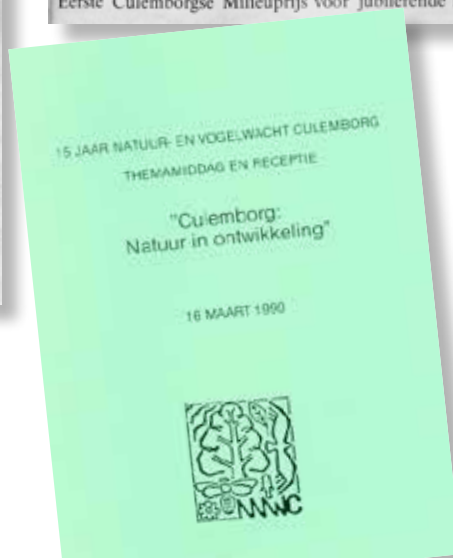 Eerste Culemborgse Milieuprijs voor jubilerende
15 JAAR NATUUR- EN VOGELWACHT CULEMBORG
THEMAMIDDAG EN RECEPTIE
"Culemborg:
Natuur in ontwikkeling"
16 MAART 1990
NVWC